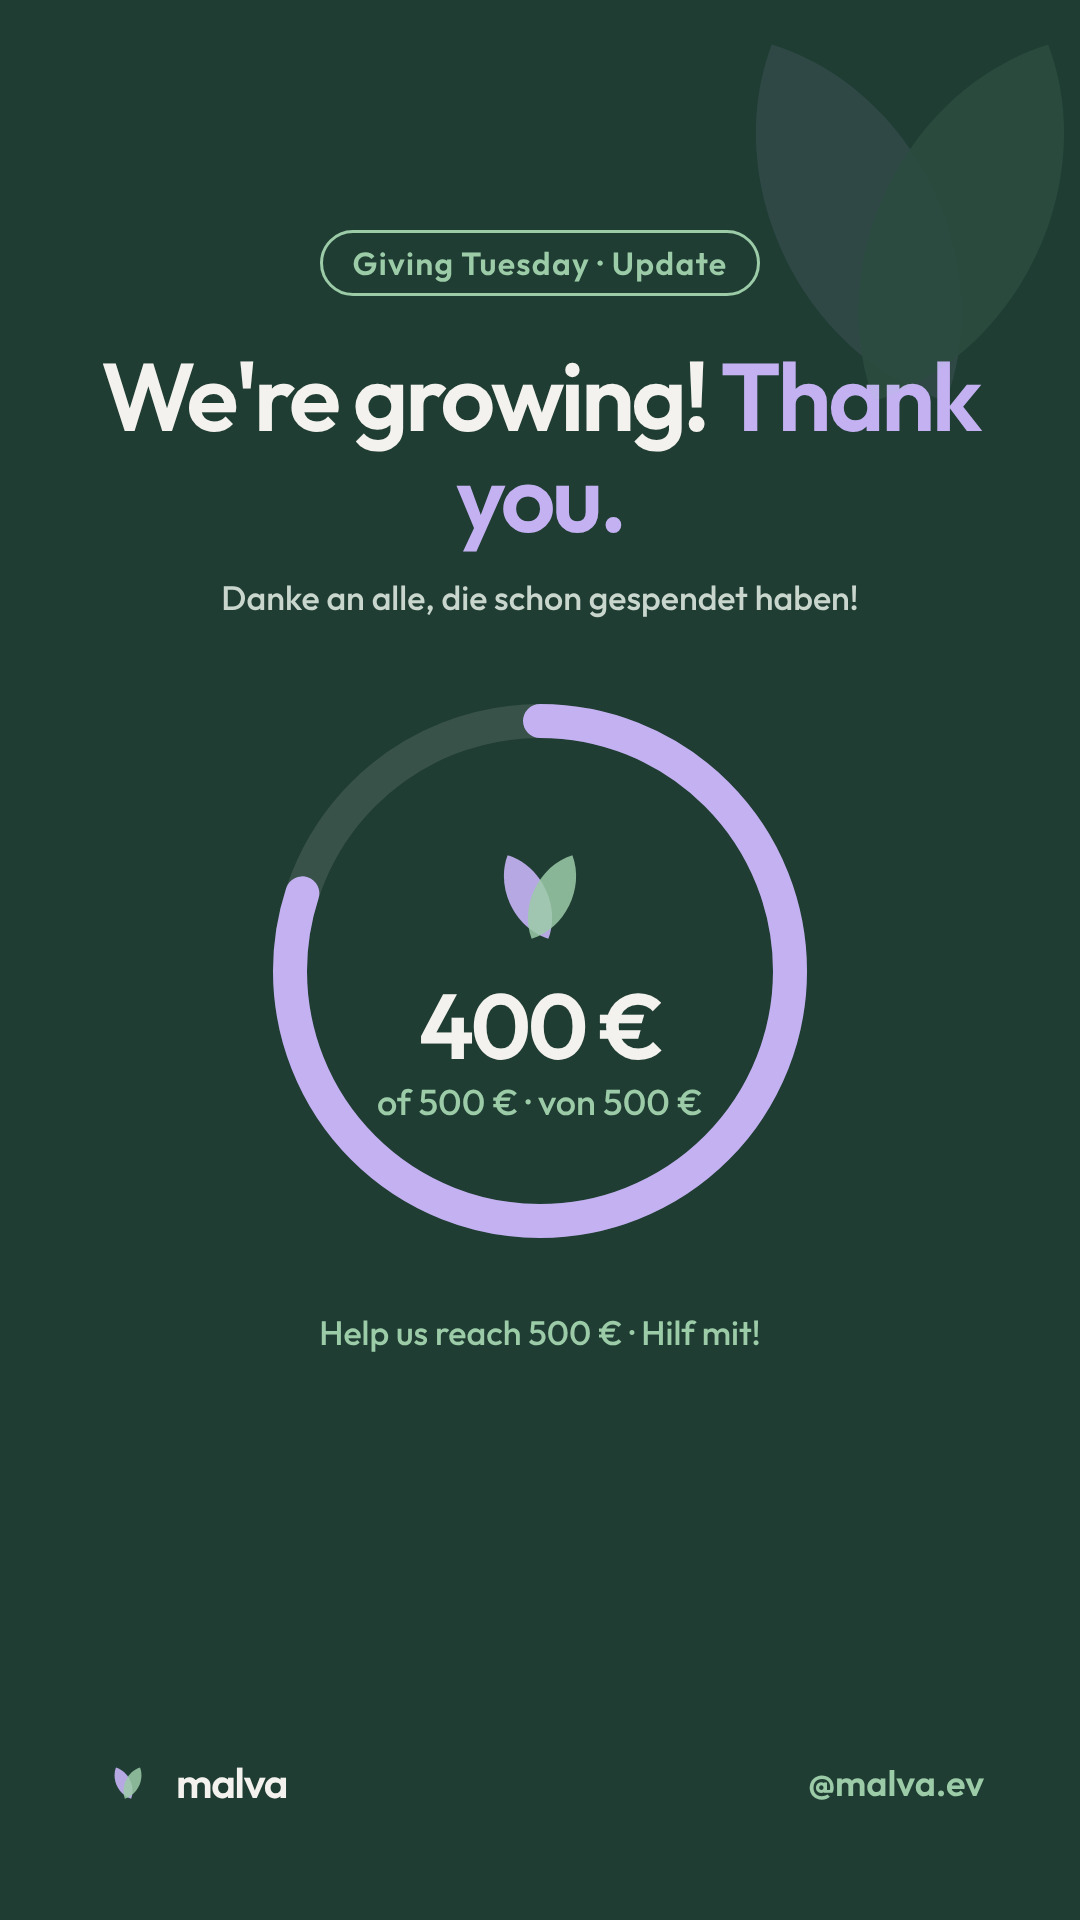 Giving Tuesday · Update
We're growing! Thank
you.
Danke an alle, die schon gespendet haben!
400 €
of 500 € · von 500 €
Help us reach 500 € · Hilf mit!
malva
@malva.ev